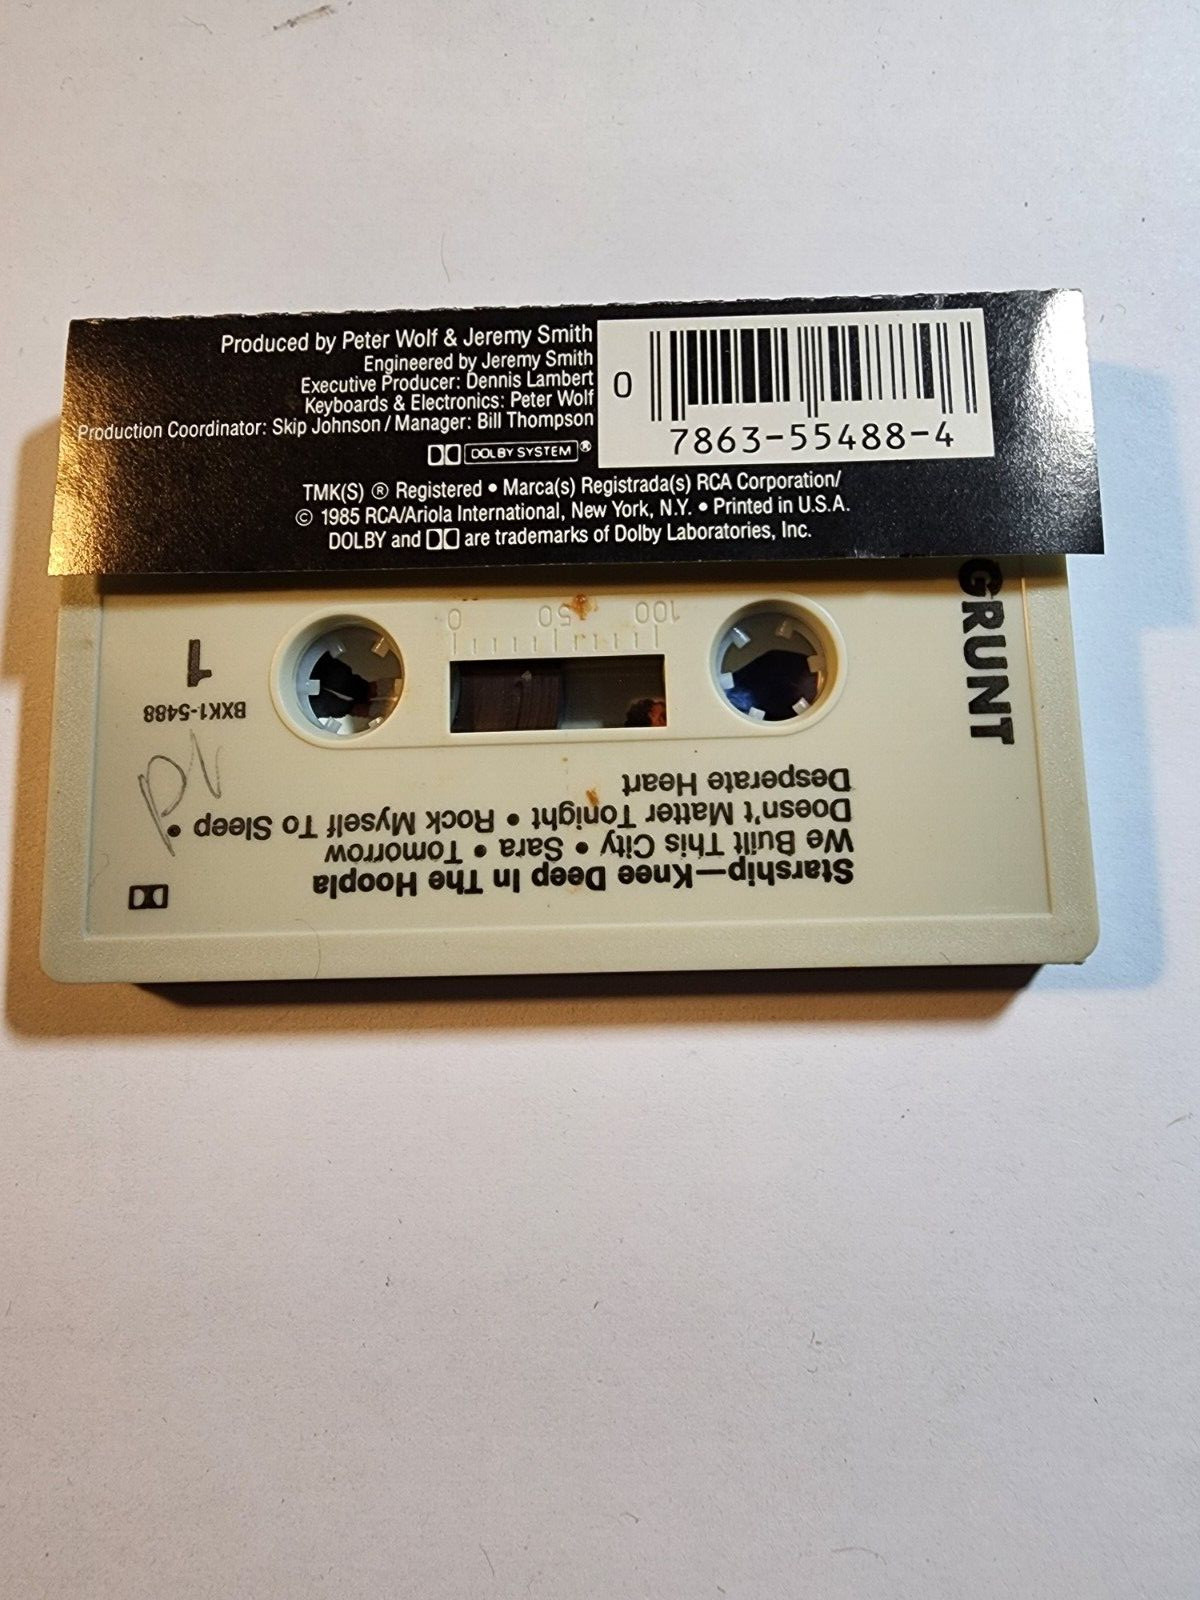 Produced by Peter Wolf & Jeremy Smith
Engineered by Jeremy Smith
Executive Producer: Dennis Lambert
Keyboards & Electronics: Peter Wolf
Production Coordinator: Skip Johnson / Manager: Bill Thompson
DOLBY SYSTEM®
0
7863-55488-4
TMK(S) ® Registered • Marca(s) Registrada(s) RCA Corporation/
© 1985 RCA/Ariola International, New York, N.Y. • Printed in U.S.A.
DOLBY and are trademarks of Dolby Laboratories, Inc.
GRUNT
Starship—Knee Deep In The Hoopla
We Built This City • Sara • Tomorrow
Doesn't Matter Tonight • Rock Myself To Sleep •
Desperate Heart
BXK1-5488
1
100
50
0